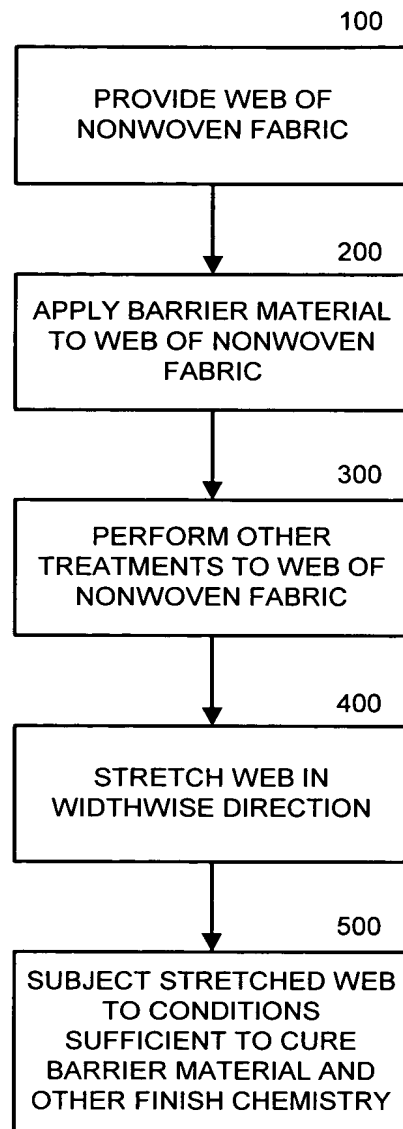 100
PROVIDE WEB OF
NONWOVEN FABRIC
200
APPLY BARRIER MATERIAL
TO WEB OF NONWOVEN
FABRIC
300
PERFORM OTHER
TREATMENTS TO WEB OF
NONWOVEN FABRIC
400
STRETCH WEB IN
WIDTHWISE DIRECTION
500
SUBJECT STRETCHED WEB
TO CONDITIONS
SUFFICIENT TO CURE
BARRIER MATERIAL AND
OTHER FINISH CHEMISTRY